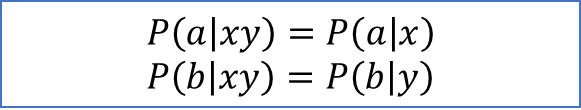 P(a|xy) = P(a|x)
P(b|xy) = P(b|y)